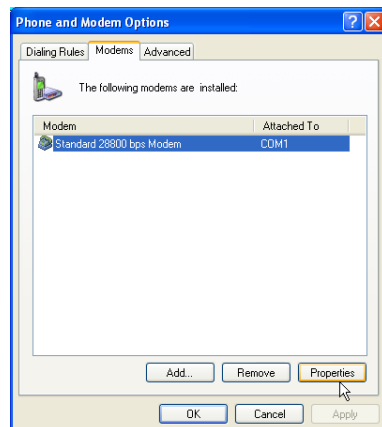 Phone and Modem Options
Dialing Rules Modems Advanced
The following modems are installed:
Modem Attached To
Standard 28800 bps Modem COM1
Add... Remove Properties
OK Cancel Apply